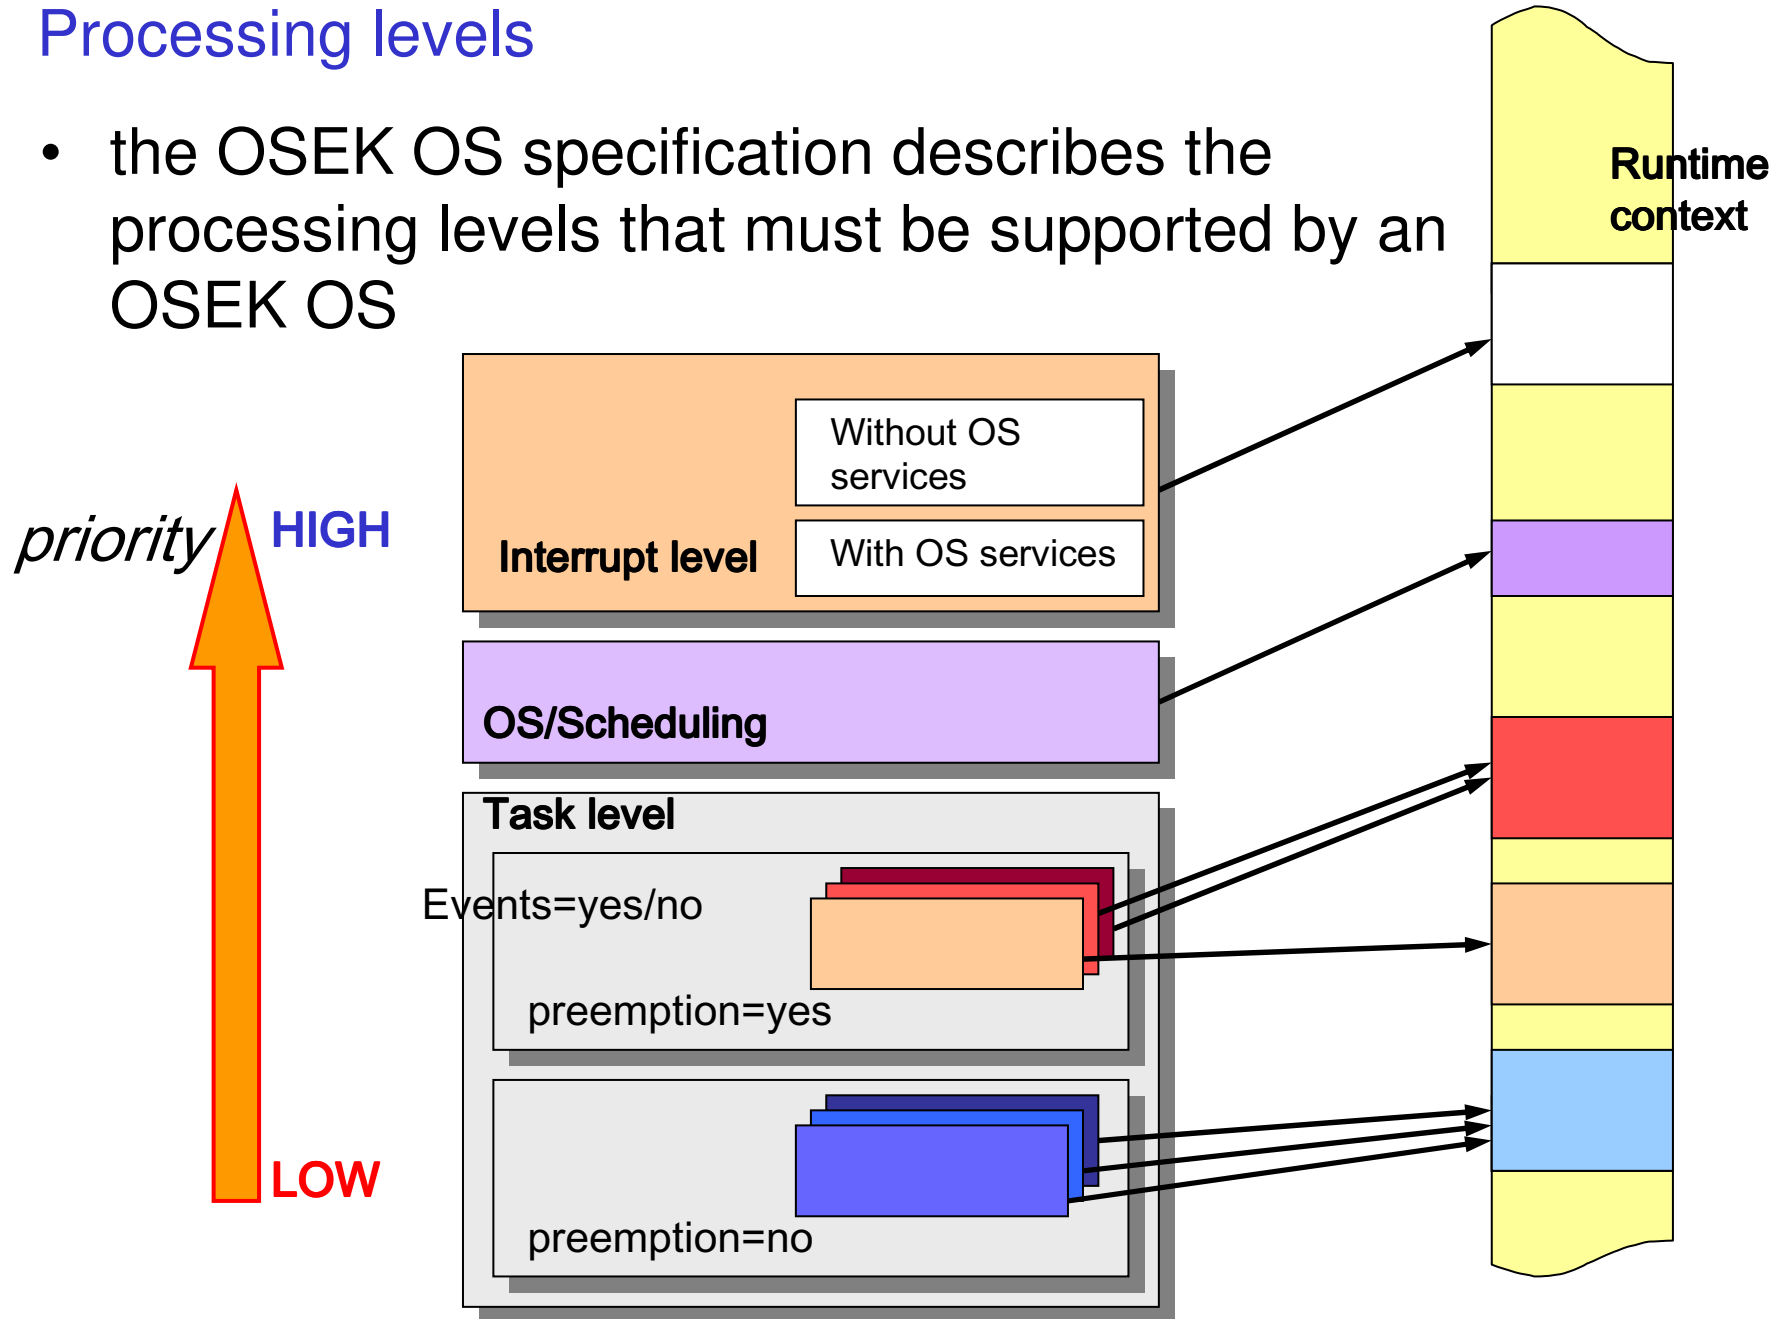 Processing levels
• the OSEK OS specification describes the
processing levels that must be supported by an
OSEK OS
Runtime
context
priority
HIGH
LOW
Without OS
services
Interrupt level
With OS services
OS/Scheduling
Task level
Events=yes/no
preemption=yes
preemption=no